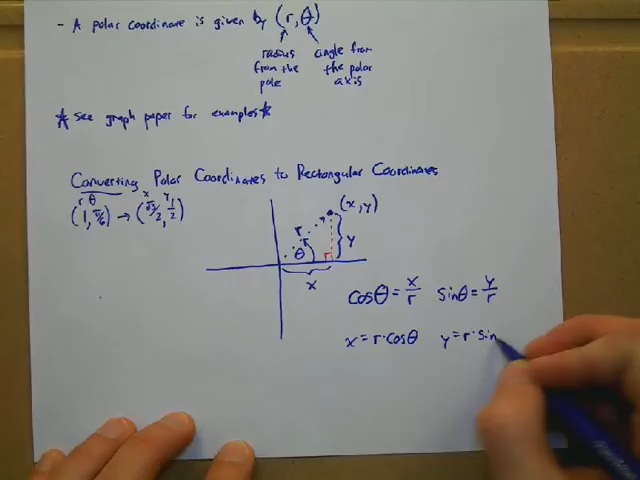 - A polar coordinate is given by (r, θ)
radius from the pole
angle from the polar axis
* See graph paper for examples *
Converting Polar Coordinates to Rectangular Coordinates
r θ x y
(1, π/6) → (√3/2, 1/2)
(x, y)
r
θ
r
y
x
cosθ = x/r sinθ = y/r
x = r·cosθ y = r·sin